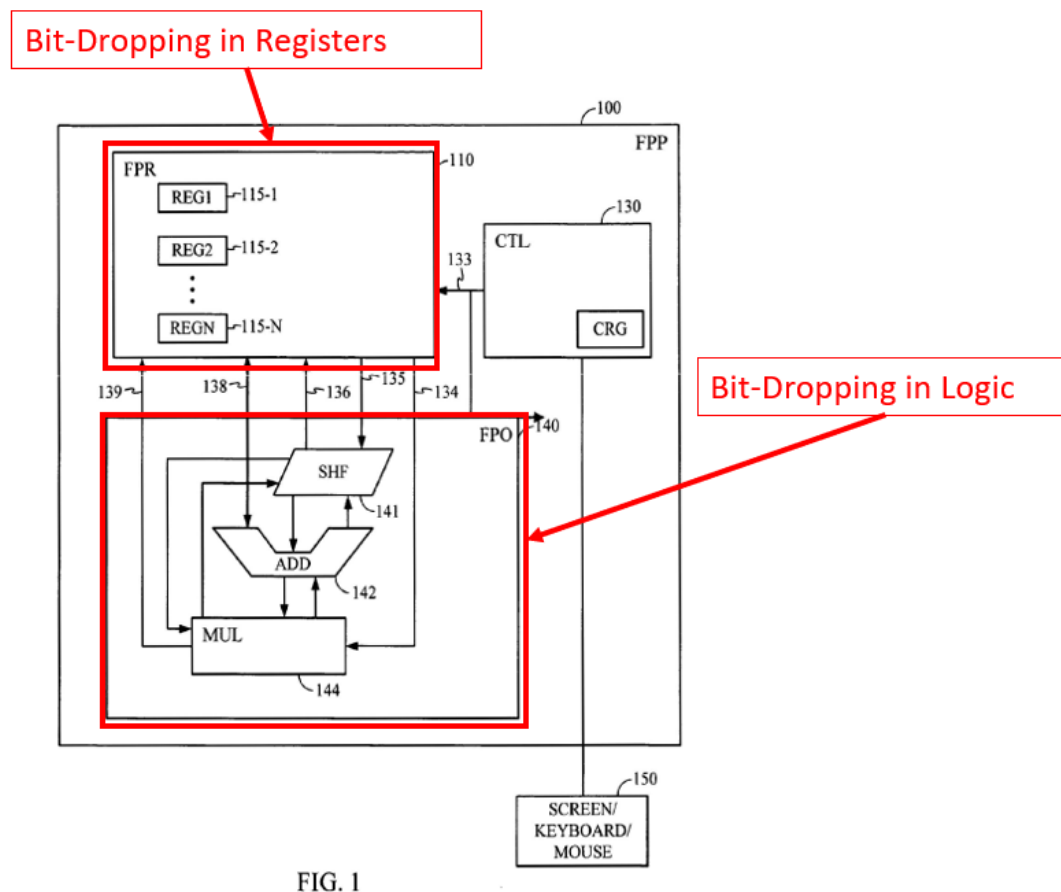 Bit-Dropping in Registers
100
FPP
FPR
110
REG1
115-1
REG2
115-2
REGN
115-N
130
CTL
CRG
133
139
138
136
135
134
Bit-Dropping in Logic
FPO
140
SHF
141
ADD
142
MUL
144
150
SCREEN/
KEYBOARD/
MOUSE
FIG. 1